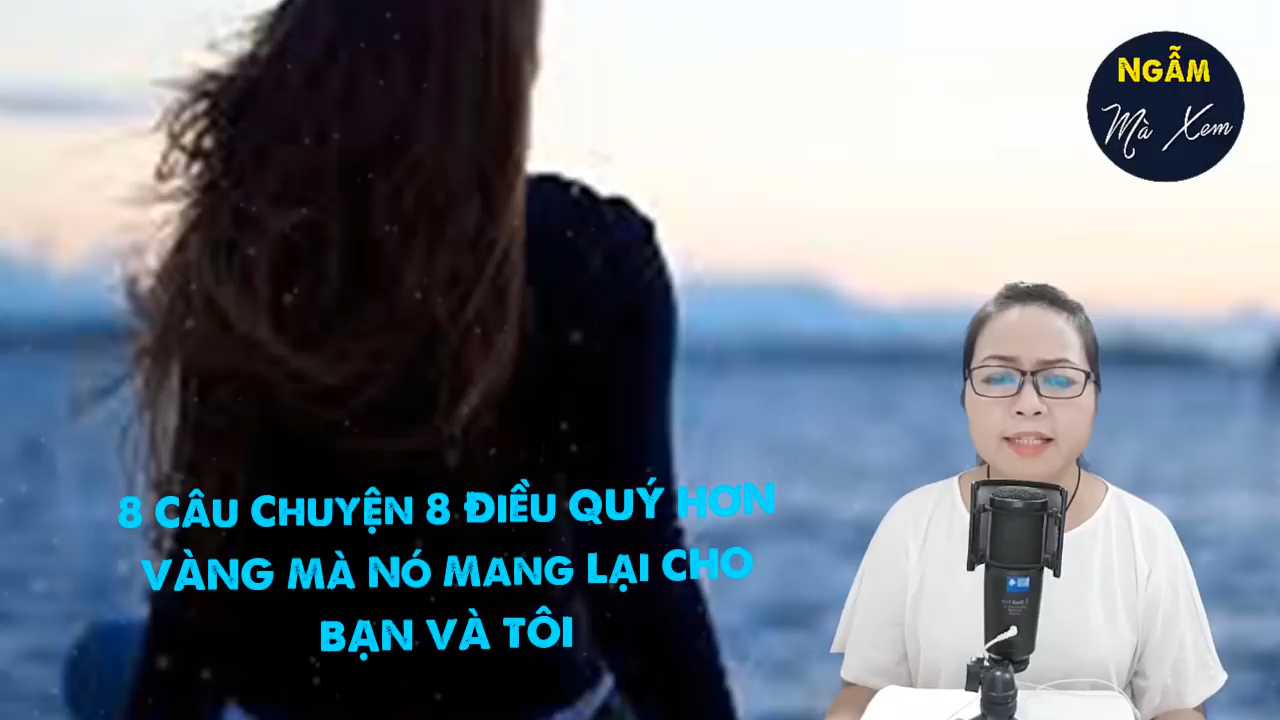 NGẪM
Mà Xem
8 CÂU CHUYỆN 8 ĐIỀU QUÝ HƠN
VÀNG MÀ NÓ MANG LẠI CHO
BẠN VÀ TÔI